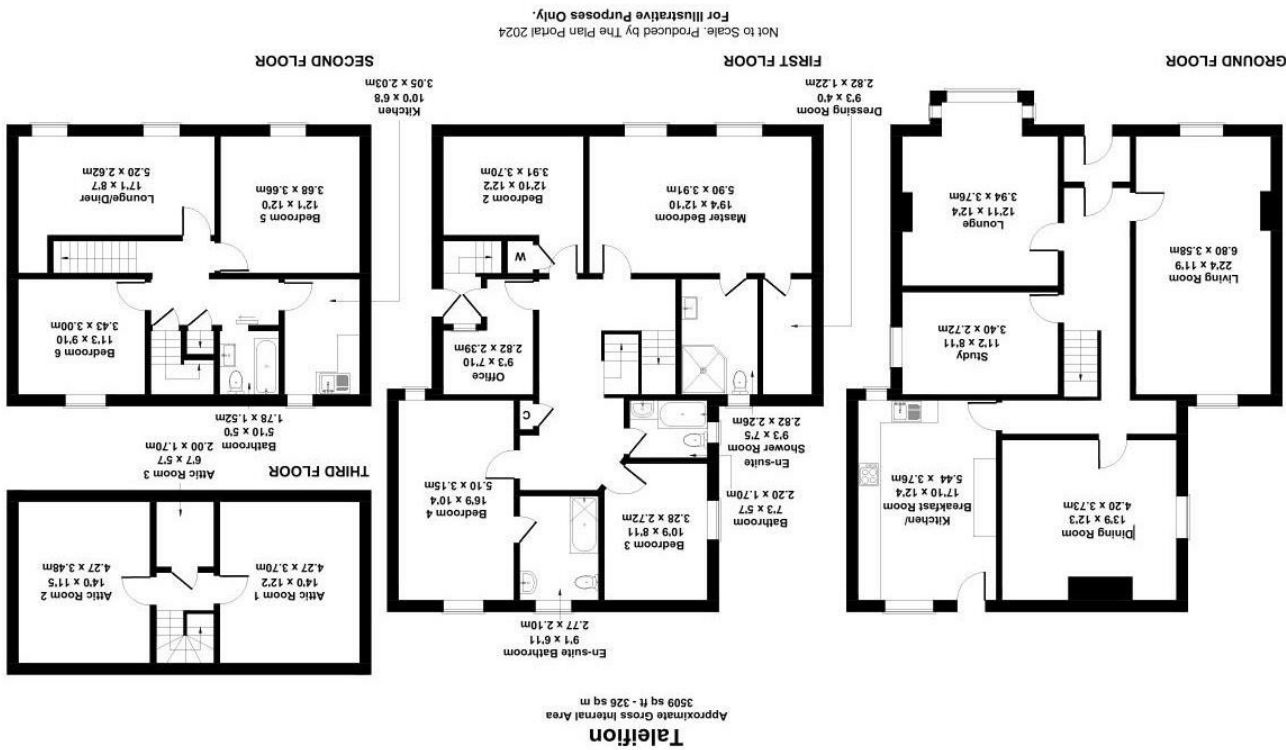 Taleifion
Approximate Gross Internal Area
3509 sq ft - 326 sq m
Dining Room
13'9 x 12'3
4.20 x 3.73m
Kitchen/
Breakfast Room
17'10 x 12'4
5.44 x 3.76m
Study
11'2 x 8'11
3.40 x 2.72m
Living Room
22'4 x 11'9
6.80 x 3.58m
Lounge
12'11 x 12'4
3.94 x 3.76m
GROUND FLOOR
En-suite Bathroom
9'1 x 6'11
2.77 x 2.10m
Bedroom 3
10'9 x 8'11
3.28 x 2.72m
Bedroom 4
16'9 x 10'4
5.10 x 3.15m
Bathroom
7'3 x 5'7
2.20 x 1.70m
En-suite
Shower Room
9'3 x 7'5
2.82 x 2.26m
C
Office
9'3 x 7'10
2.82 x 2.39m
W
Master Bedroom
19'4 x 12'10
5.90 x 3.91m
Bedroom 2
12'10 x 12'2
3.91 x 3.70m
Dressing Room
9'3 x 4'0
2.82 x 1.22m
FIRST FLOOR
Attic Room 1
14'0 x 12'2
4.27 x 3.70m
Attic Room 2
14'0 x 11'5
4.27 x 3.48m
THIRD FLOOR
Attic Room 3
6'7 x 5'7
2.00 x 1.70m
Bathroom
5'10 x 5'0
1.78 x 1.52m
Bedroom 6
11'3 x 9'10
3.43 x 3.00m
Bedroom 5
12'1 x 12'0
3.68 x 3.66m
Lounge/Diner
17'1 x 8'7
5.20 x 2.62m
Kitchen
10'0 x 6'8
3.05 x 2.03m
SECOND FLOOR
Not to Scale. Produced by The Plan Portal 2024
For Illustrative Purposes Only.